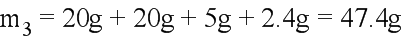 m₃ = 20g + 20g + 5g + 2.4g = 47.4g